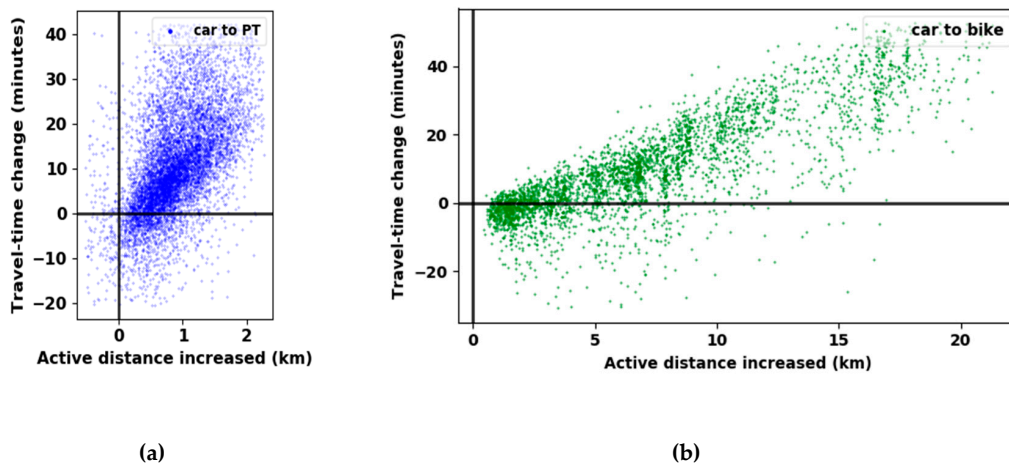 car to PT
Travel-time change (minutes)
40
30
20
10
0
−10
−20
0
1
2
Active distance increased (km)
(a)
car to bike
Travel-time change (minutes)
40
20
0
−20
0
5
10
15
20
Active distance increased (km)
(b)